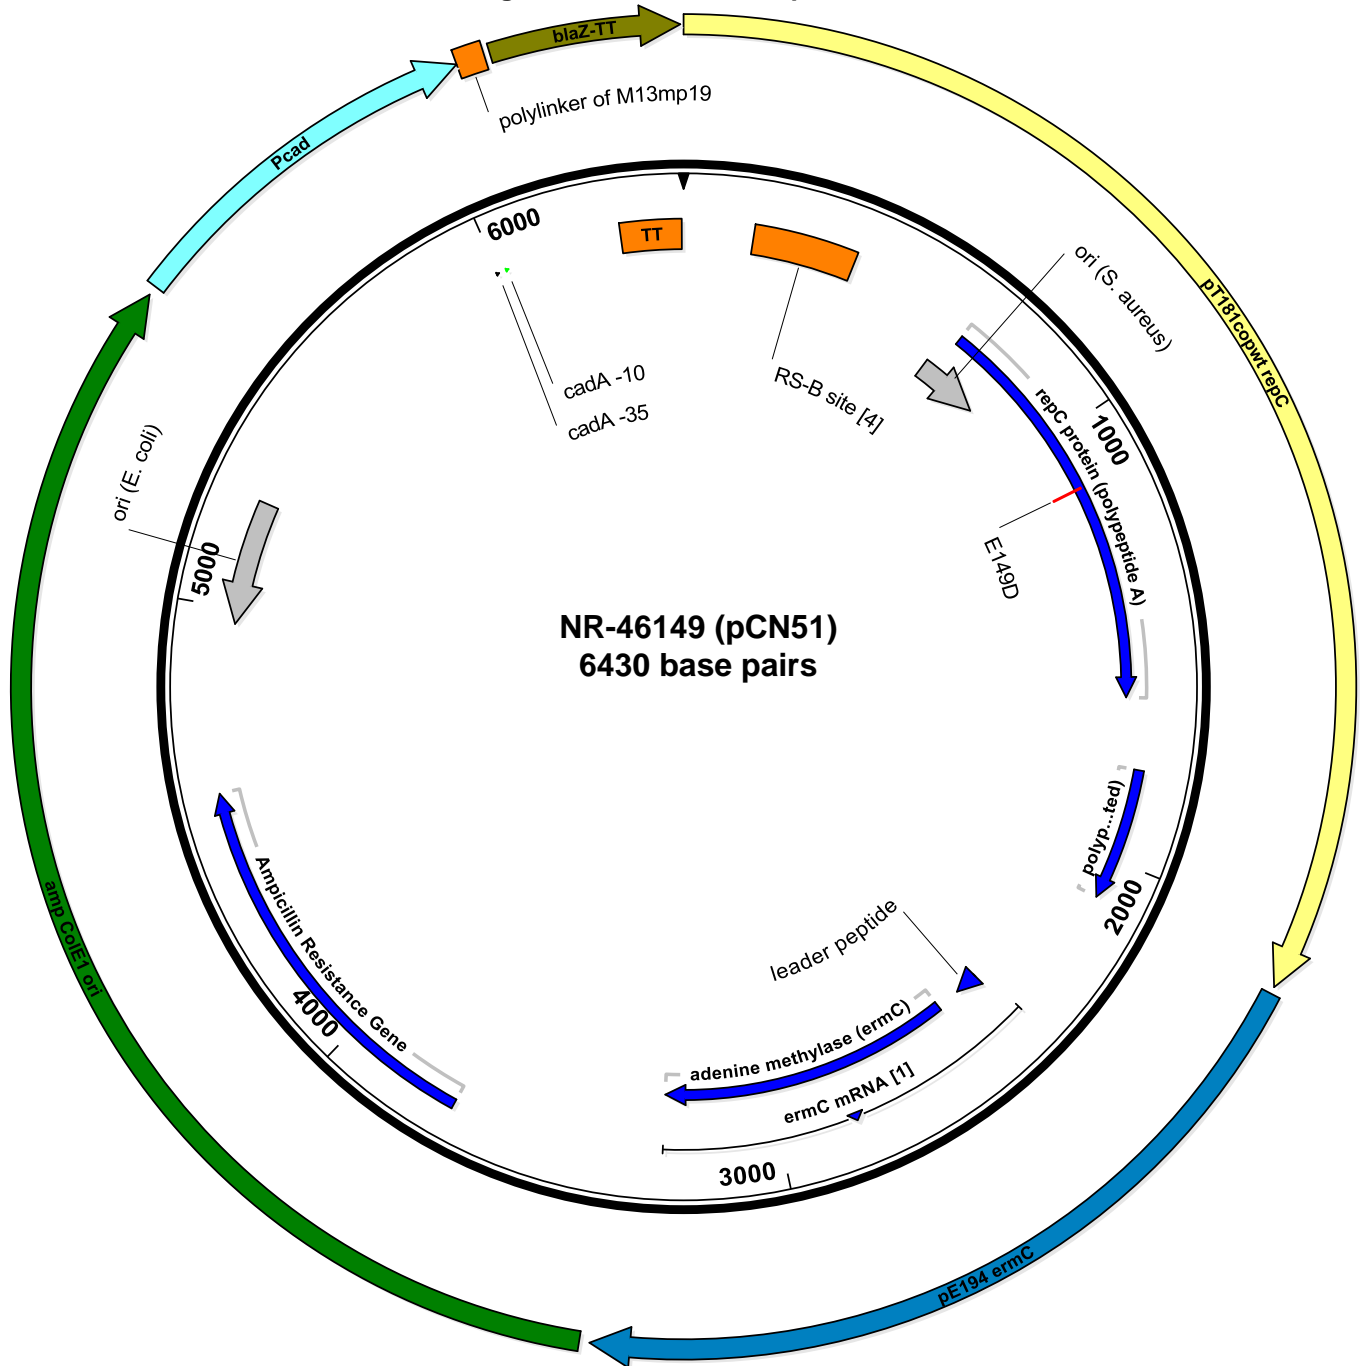 blaZ-TT
polylinker of M13mp19
Pcad
6000
TT
ori (S. aureus)
pT181copwt repC
RS-B site [4]
cadA -10
cadA -35
repC protein (polypeptide A)
1000
E149D
ori (E. coli)
5000
NR-46149 (pCN51)
6430 base pairs
polyp...ted)
2000
leader peptide
adenine methylase (ermC)
ermC mRNA [1]
3000
Ampicillin Resistance Gene
4000
amp ColE1 ori
pE194 ermC